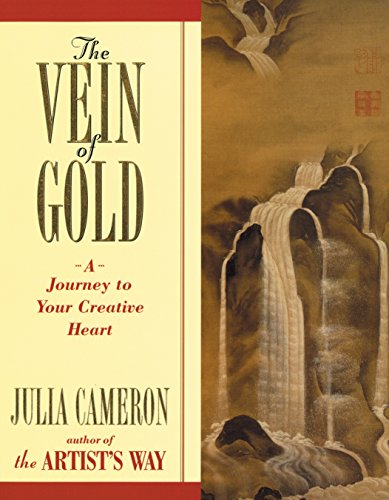 The
VEIN
of
GOLD
A
Journey to
Your Creative
Heart
JULIA CAMERON
author of
the ARTIST'S WAY